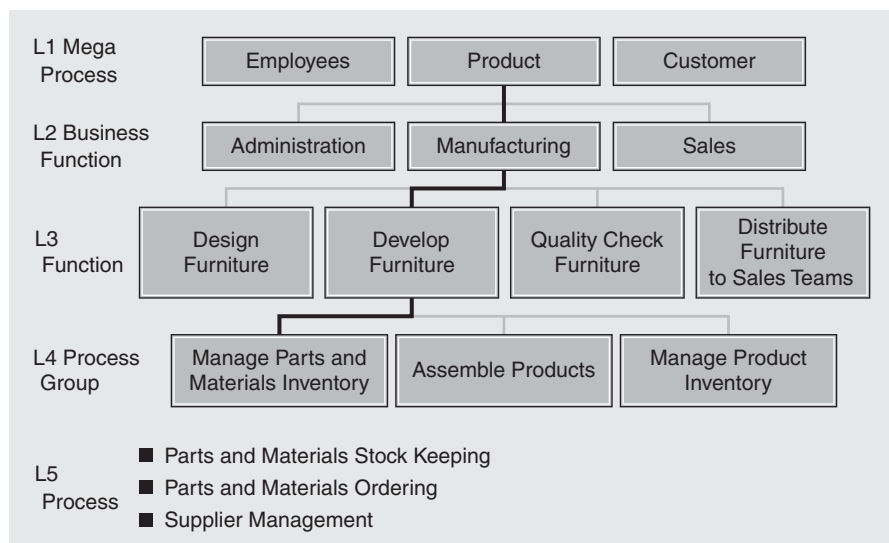 L1 Mega
Process
Employees
Product
Customer
L2 Business
Function
Administration
Manufacturing
Sales
L3
Function
Design
Furniture
Develop
Furniture
Quality Check
Furniture
Distribute
Furniture
to Sales Teams
L4 Process
Group
Manage Parts and
Materials Inventory
Assemble Products
Manage Product
Inventory
L5
Process
Parts and Materials Stock Keeping
Parts and Materials Ordering
Supplier Management